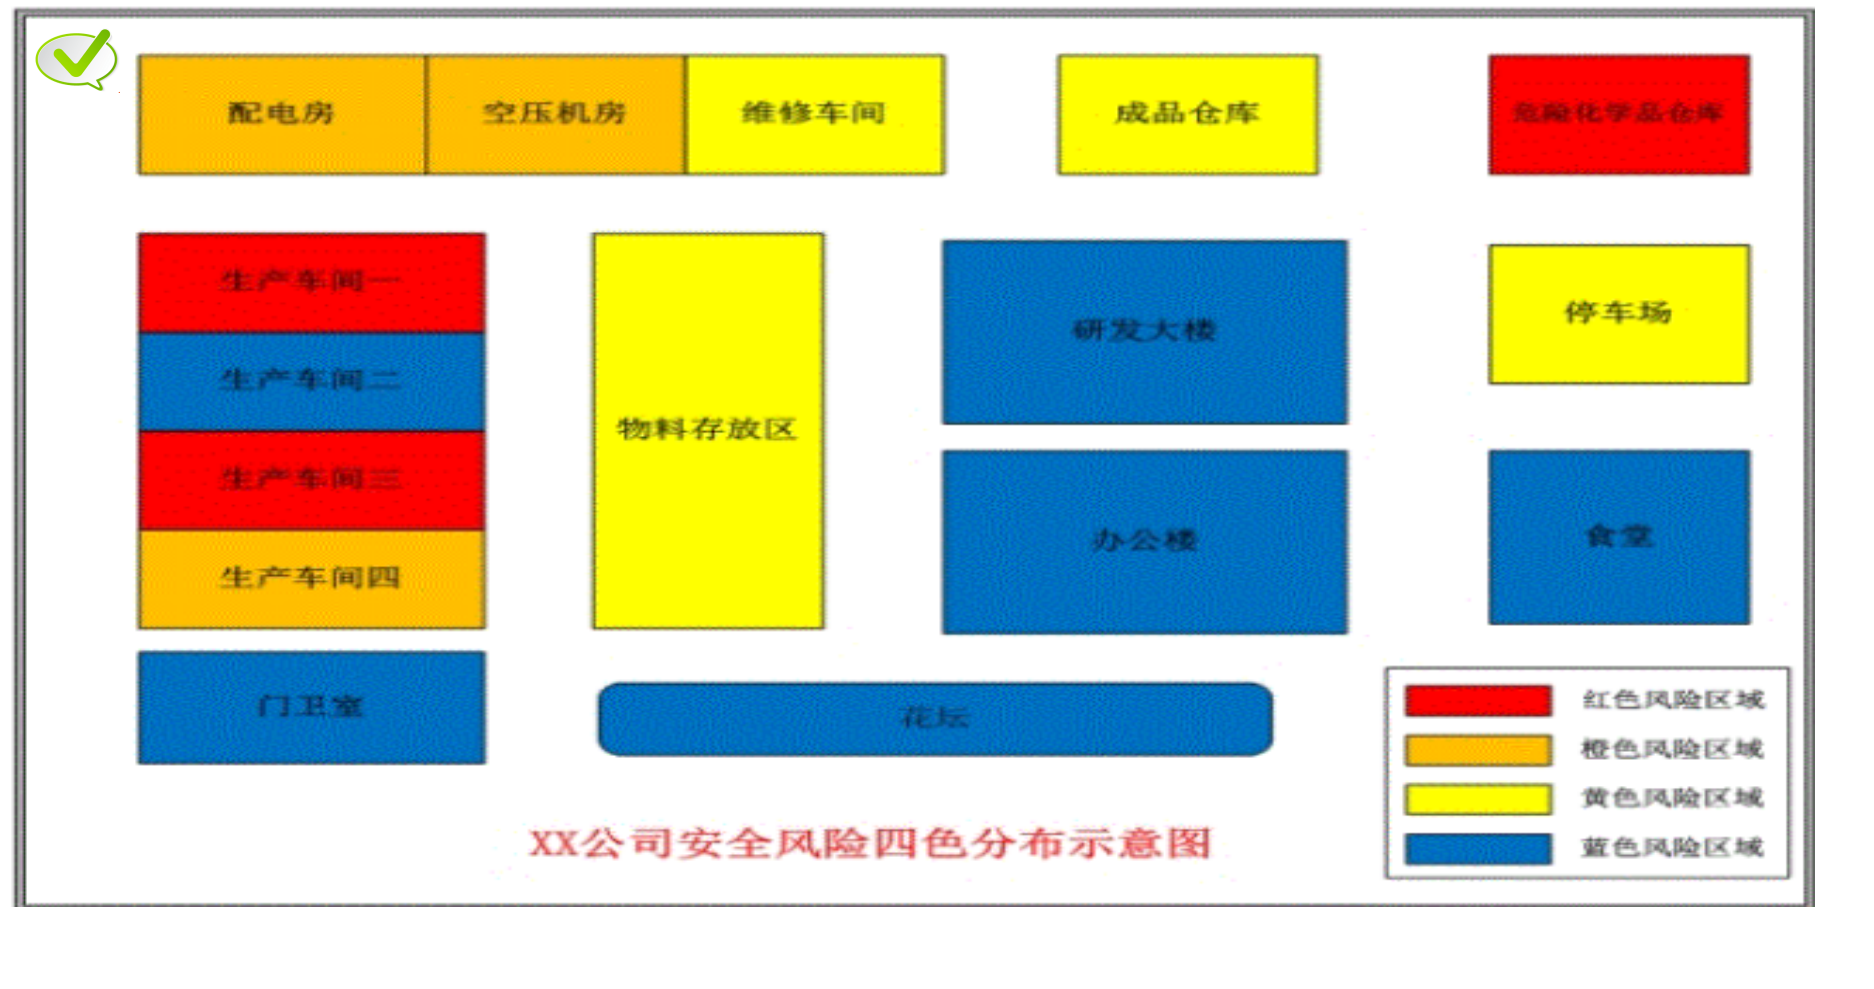 配电房
空压机房
维修车间
成品仓库
危险化学品仓库
生产车间一
生产车间二
生产车间三
生产车间四
物料存放区
研发大楼
停车场
办公楼
食堂
门卫室
花坛
红色风险区域
橙色风险区域
黄色风险区域
蓝色风险区域
XX公司安全风险四色分布示意图